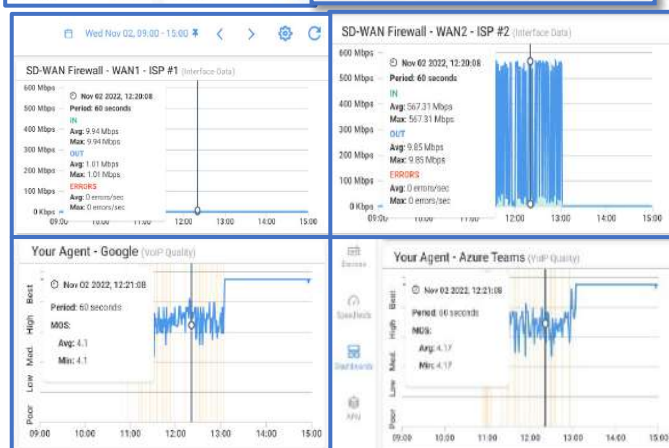 Wed Nov 02, 09:00 - 15:00
SD-WAN Firewall - WAN1 - ISP #1 (Interface Data)
600 Mbps
500 Mbps
400 Mbps
300 Mbps
200 Mbps
100 Mbps
0 Kbps
Nov 02 2022, 12:20:08
Period: 60 seconds
IN
Avg: 9.94 Mbps
Max: 9.94 Mbps
OUT
Avg: 1.01 Mbps
Max: 1.01 Mbps
ERRORS
Avg: 0 errors/sec
Max: 0 errors/sec
09:00 10:00 11:00 12:00 13:00 14:00 15:00
SD-WAN Firewall - WAN2 - ISP #2 (Interface Data)
600 Mbps
500 Mbps
400 Mbps
300 Mbps
200 Mbps
100 Mbps
0 Kbps
Nov 02 2022, 12:20:08
Period: 60 seconds
IN
Avg: 567.31 Mbps
Max: 567.31 Mbps
OUT
Avg: 9.85 Mbps
Max: 9.85 Mbps
ERRORS
Avg: 0 errors/sec
Max: 0 errors/sec
12:00 13:00 14:00 15:00
Your Agent - Google (VoIP Quality)
Best
High
Med.
Low
Poor
Nov 02 2022, 12:21:08
Period: 60 seconds
MOS:
Avg: 4.1
Min: 4.1
09:00 10:00 11:00 12:00 13:00 14:00 15:00
Speedtests
Dashboards
Your Agent - Azure Teams (VoIP Quality)
Best
High
Med.
Low
Poor
Nov 02 2022, 12:21:08
Period: 60 seconds
MOS:
Avg: 4.17
Min: 4.17
09:00 10:00 11:00 12:00 13:00 14:00 15:00